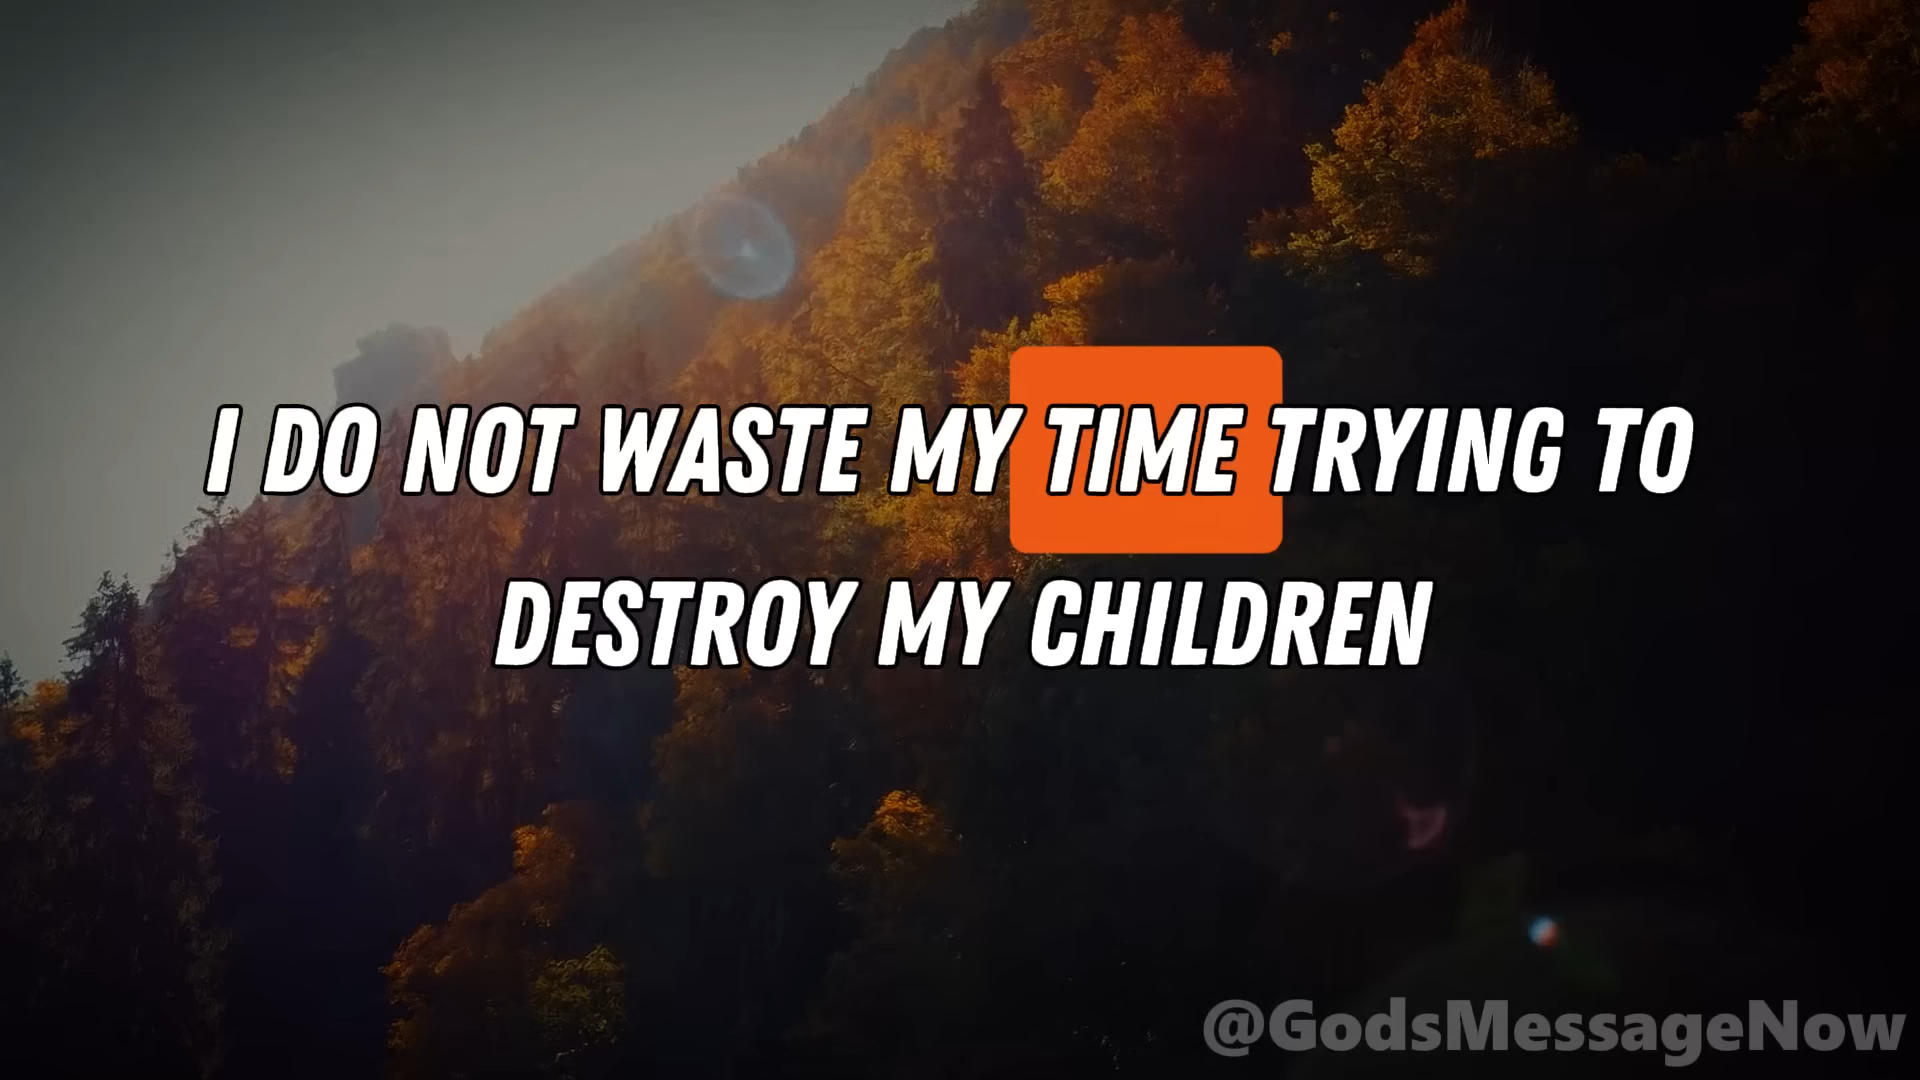 I DO NOT WASTE MY TIME TRYING TO
DESTROY MY CHILDREN
@GodsMessageNow